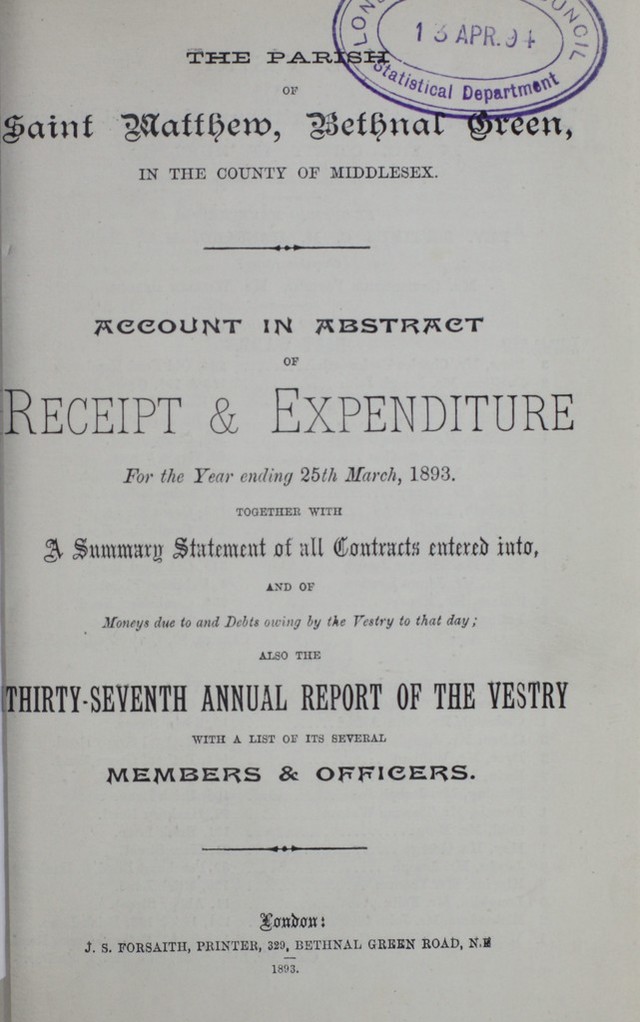 13 APR. 94
Statistical Department
THE PARISH
OF
Saint Matthew, Bethnal Green,
IN THE COUNTY OF MIDDLESEX.
ACCOUNT IN ABSTRACT
OF
RECEIPT & EXPENDITURE
For the Year ending 25th March, 1893.
TOGETHER WITH
A Summary Statement of all Contracts entered into,
AND OF
Moneys due to and Debts owing by the Vestry to that day;
ALSO THE
THIRTY-SEVENTH ANNUAL REPORT OF THE VESTRY
WITH A LIST OF ITS SEVERAL
MEMBERS & OFFICERS.
London:
J. S. FORSAITH, PRINTER, 329, BETHNAL GREEN ROAD, N.E
1893.